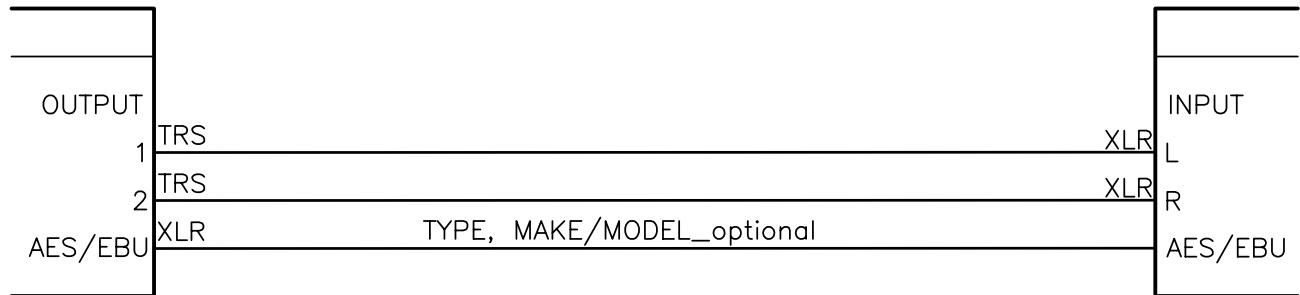 OUTPUT
INPUT
TRS
XLR
1
L
TRS
XLR
2
R
XLR
TYPE, MAKE/MODEL_optional
AES/EBU
AES/EBU